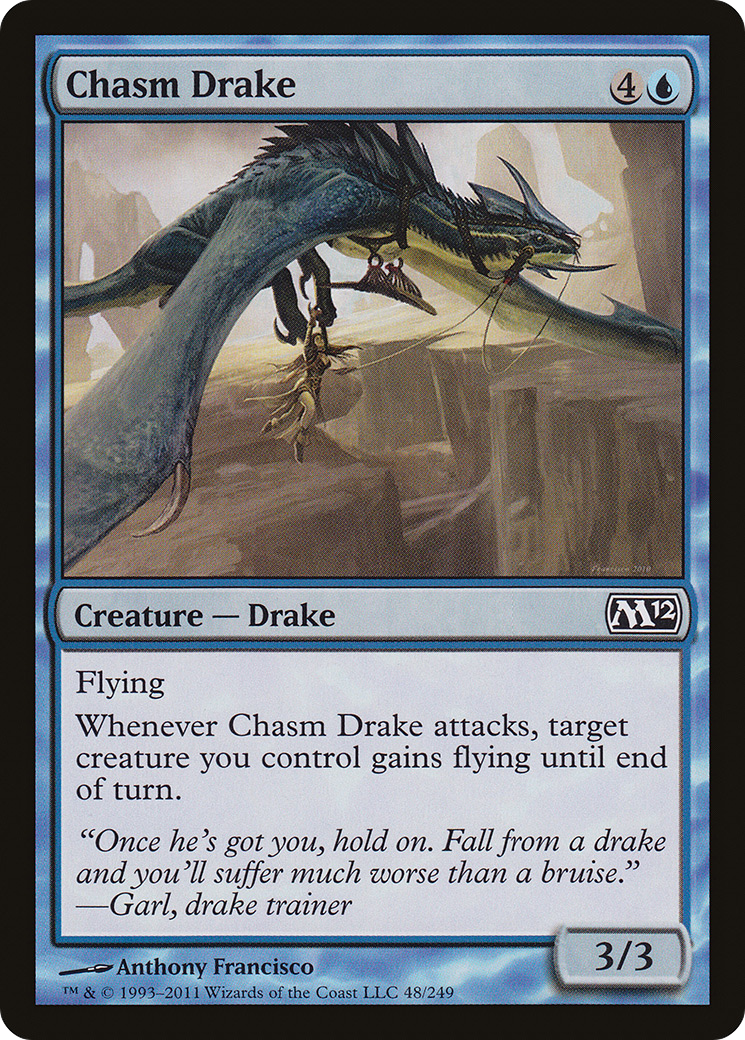 Chasm Drake 4
Francisco 2010
Creature — Drake M12
Flying
Whenever Chasm Drake attacks, target
creature you control gains flying until end
of turn.
“Once he’s got you, hold on. Fall from a drake
and you’ll suffer much worse than a bruise.”
—Garl, drake trainer
3/3
Anthony Francisco
™ & © 1993–2011 Wizards of the Coast LLC 48/249